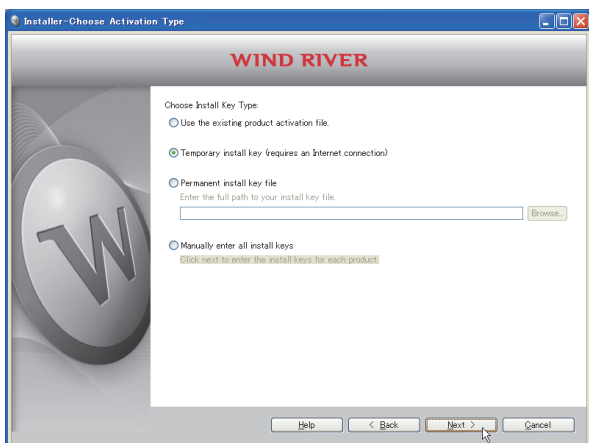 Installer-Choose Activation Type
WIND RIVER
Choose Install Key Type:
Use the existing product activation file.
Temporary install key (requires an Internet connection)
Permanent install key file
Enter the full path to your install key file.
Browse...
Manually enter all install keys
Click next to enter the install keys for each product.
W
Help
< Back
Next >
Cancel